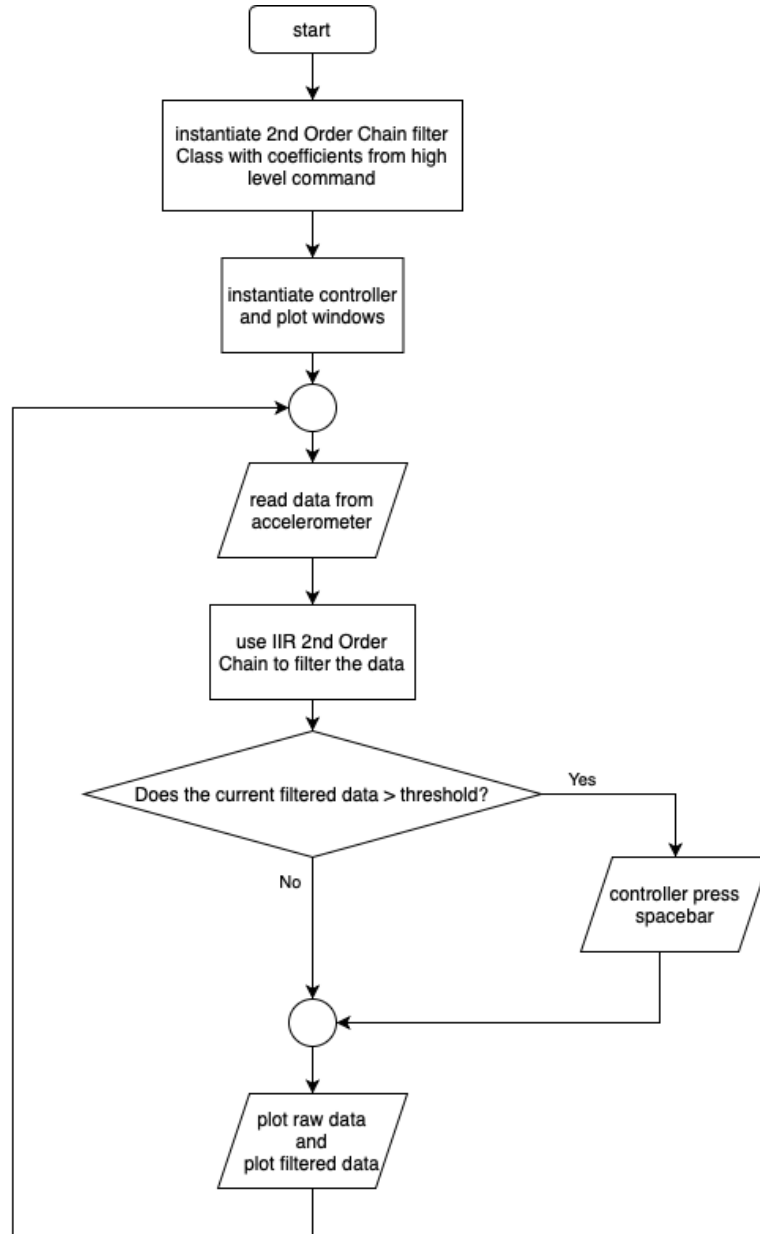 start
instantiate 2nd Order Chain filter
Class with coefficients from high
level command
instantiate controller
and plot windows
read data from
accelerometer
use IIR 2nd Order
Chain to filter the data
Does the current filtered data > threshold?
Yes
No
controller press
spacebar
plot raw data
and
plot filtered data